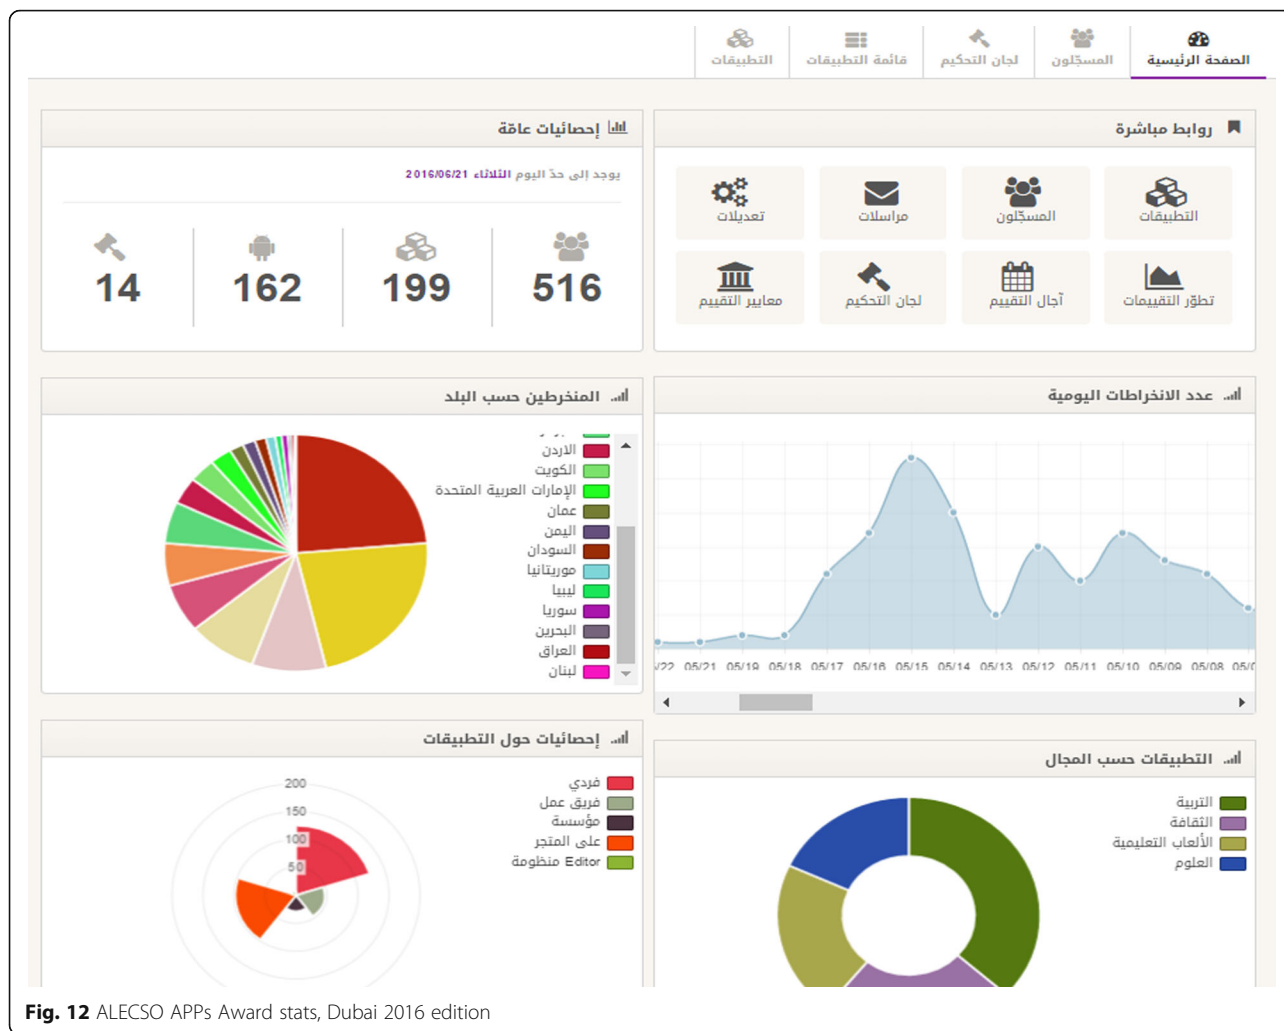 الصفحة الرئيسية
المسجّلون
لجان التحكيم
قائمة التطبيقات
التطبيقات
روابط مباشرة
التطبيقات
المسجّلون
مراسلات
تعديلات
تطوّر التقييمات
آجال التقييم
لجان التحكيم
معايير التقييم
إحصائيات عامّة
يوجد إلى حدّ اليوم الثلاثاء 2016/06/21
516
199
162
14
عدد الانخراطات اليومية
05/21 05/19 05/18 05/17 05/16 05/15 05/14 05/13 05/12 05/11 05/10 05/09 05/08
المنخرطين حسب البلد
الاردن
الكويت
الإمارات العربية المتحدة
عمان
اليمن
السودان
موريتانيا
ليبيا
سوريا
البحرين
العراق
لبنان
التطبيقات حسب المجال
التربية
الثقافة
الألعاب التعليمية
العلوم
إحصائيات حول التطبيقات
فردي
فريق عمل
مؤسسة
على المتجر
منظومة Editor
200
150
100
50
Fig. 12 ALECSO APPs Award stats, Dubai 2016 edition